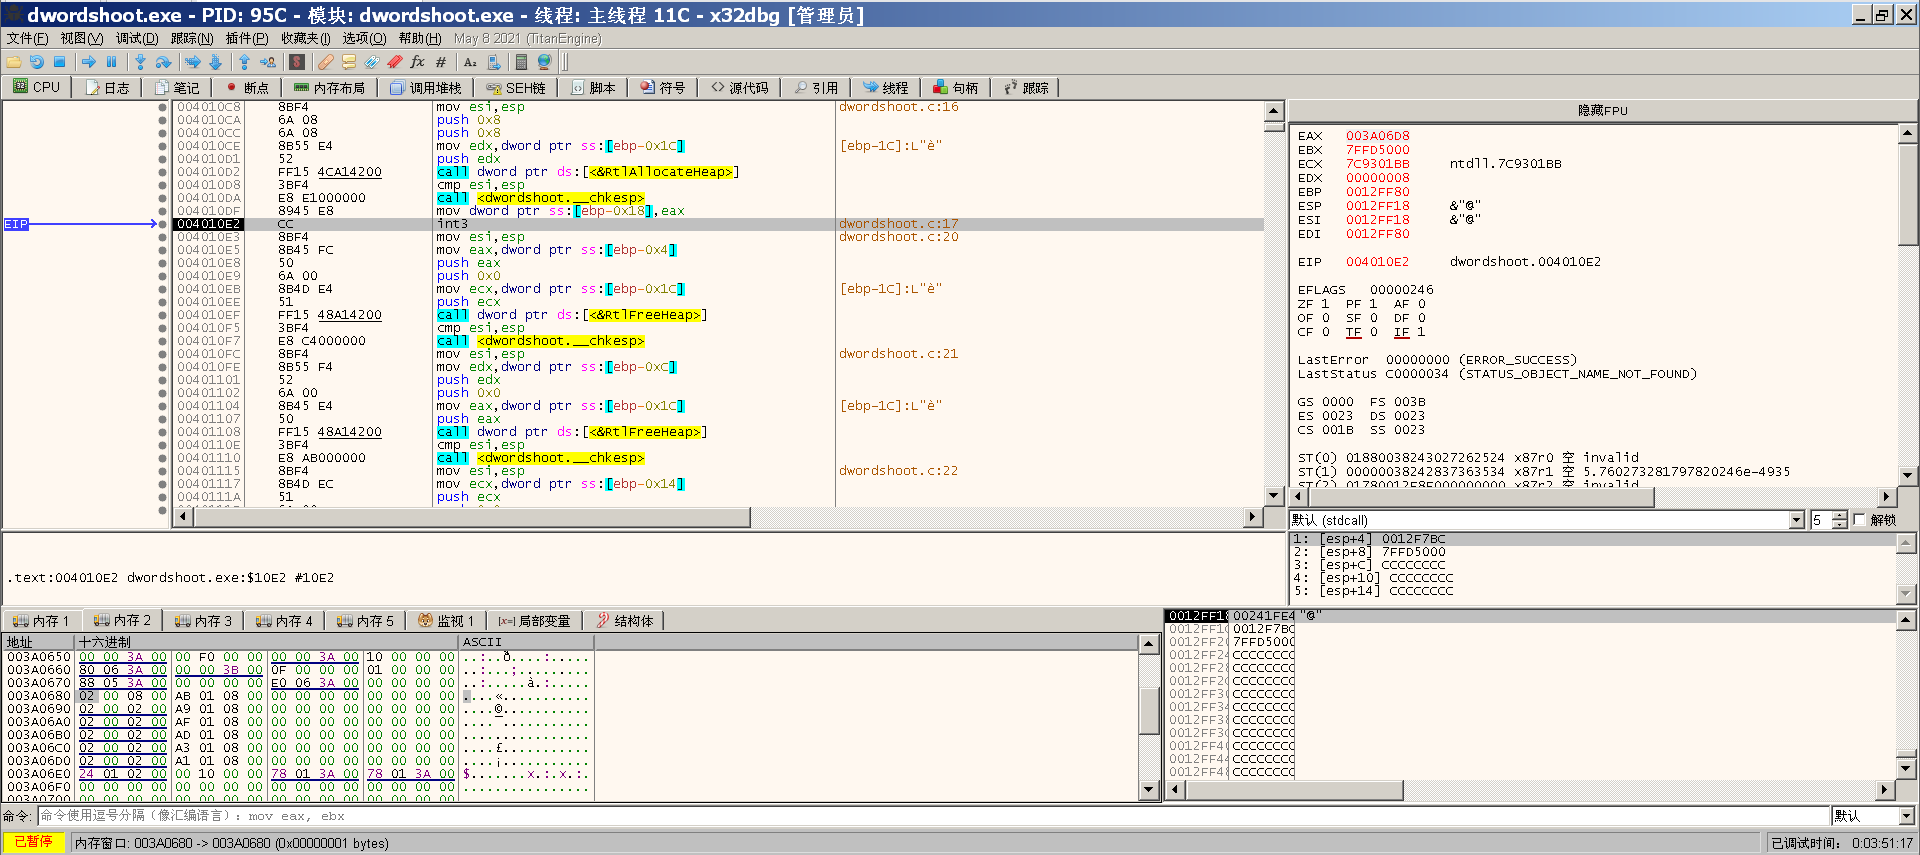 dwordshoot.exe - PID: 95C - 模块: dwordshoot.exe - 线程: 主线程 11C - x32dbg [管理员]
文件(F) 视图(V) 调试(D) 跟踪(N) 插件(P) 收藏夹(I) 选项(O) 帮助(H) May 8 2021 (TitanEngine)
CPU 日志 笔记 断点 内存布局 调用堆栈 SEH链 脚本 符号 源代码 引用 线程 句柄 跟踪
EIP
004010C8 8BF4 mov esi,esp dwordshoot.c:16
004010CA 6A 08 push 0x8
004010CC 6A 08 push 0x8
004010CE 8B55 E4 mov edx,dword ptr ss:[ebp-0x1C] [ebp-1C]:L"è"
004010D1 52 push edx
004010D2 FF15 4CA14200 call dword ptr ds:[<&RtlAllocateHeap>]
004010D8 3BF4 cmp esi,esp
004010DA E8 E1000000 call <dwordshoot.__chkesp>
004010DF 8945 E8 mov dword ptr ss:[ebp-0x18],eax
004010E2 CC int3 dwordshoot.c:17
004010E3 8BF4 mov esi,esp dwordshoot.c:20
004010E5 8B45 FC mov eax,dword ptr ss:[ebp-0x4]
004010E8 50 push eax
004010E9 6A 00 push 0x0
004010EB 8B4D E4 mov ecx,dword ptr ss:[ebp-0x1C] [ebp-1C]:L"è"
004010EE 51 push ecx
004010EF FF15 48A14200 call dword ptr ds:[<&RtlFreeHeap>]
004010F5 3BF4 cmp esi,esp
004010F7 E8 C4000000 call <dwordshoot.__chkesp>
004010FC 8BF4 mov esi,esp dwordshoot.c:21
004010FE 8B55 F4 mov edx,dword ptr ss:[ebp-0xC]
00401101 52 push edx
00401102 6A 00 push 0x0
00401104 8B45 E4 mov eax,dword ptr ss:[ebp-0x1C] [ebp-1C]:L"è"
00401107 50 push eax
00401108 FF15 48A14200 call dword ptr ds:[<&RtlFreeHeap>]
0040110E 3BF4 cmp esi,esp
00401110 E8 AB000000 call <dwordshoot.__chkesp>
00401115 8BF4 mov esi,esp dwordshoot.c:22
00401117 8B4D EC mov ecx,dword ptr ss:[ebp-0x14]
0040111A 51 push ecx
隐藏FPU
EAX 003A06D8
EBX 7FFD5000
ECX 7C9301BB ntdll.7C9301BB
EDX 00000008
EBP 0012FF80
ESP 0012FF18 &"@"
ESI 0012FF18 &"@"
EDI 0012FF80
EIP 004010E2 dwordshoot.004010E2
EFLAGS 00000246
ZF 1 PF 1 AF 0
OF 0 SF 0 DF 0
CF 0 TF 0 IF 1
LastError 00000000 (ERROR_SUCCESS)
LastStatus C0000034 (STATUS_OBJECT_NAME_NOT_FOUND)
GS 0000 FS 003B
ES 0023 DS 0023
CS 001B SS 0023
ST(0) 01880038243027262524 x87r0 空 invalid
ST(1) 00000038242837363534 x87r1 空 5.760273281797820246e-4935
ST(2) 01780012F8F000000000 x87r2 空 invalid
默认 (stdcall) 5 解锁
1: [esp+4] 0012F7BC
2: [esp+8] 7FFD5000
3: [esp+C] CCCCCCCC
4: [esp+10] CCCCCCCC
5: [esp+14] CCCCCCCC
.text:004010E2 dwordshoot.exe:$10E2 #10E2
内存 1 内存 2 内存 3 内存 4 内存 5 监视 1 [x=] 局部变量 结构体
地址 十六进制 ASCII
003A0650 00 00 3A 00 00 F0 00 00 00 00 3A 00 10 00 00 00 ..:..ð....:.....
003A0660 80 06 3A 00 00 00 3B 00 0F 00 00 00 01 00 00 00 ..:...;.........
003A0670 88 05 3A 00 00 00 00 00 E0 06 3A 00 00 00 00 00 ..:.....à.:.....
003A0680 02 00 08 00 AB 01 08 00 00 00 00 00 00 00 00 00 ....«...........
003A0690 02 00 02 00 A9 01 08 00 00 00 00 00 00 00 00 00 ....©...........
003A06A0 02 00 02 00 AF 01 08 00 00 00 00 00 00 00 00 00 ....¯...........
003A06B0 02 00 02 00 AD 01 08 00 00 00 00 00 00 00 00 00 ................
003A06C0 02 00 02 00 A3 01 08 00 00 00 00 00 00 00 00 00 ....£...........
003A06D0 02 00 02 00 A1 01 08 00 00 00 00 00 00 00 00 00 ....¡...........
003A06E0 24 01 02 00 00 10 00 00 78 01 3A 00 78 01 3A 00 $.......x.:.x.:.
003A06F0 00 00 00 00 00 00 00 00 00 00 00 00 00 00 00 00 ................
003A0700
0012FF18 00241FE4 "@"
0012FF1C 0012F7BC
0012FF20 7FFD5000
0012FF24 CCCCCCCC
0012FF28 CCCCCCCC
0012FF2C CCCCCCCC
0012FF30 CCCCCCCC
0012FF34 CCCCCCCC
0012FF38 CCCCCCCC
0012FF3C CCCCCCCC
0012FF40 CCCCCCCC
0012FF44 CCCCCCCC
0012FF48 CCCCCCCC
命令: 命令使用逗号分隔（像汇编语言）: mov eax, ebx 默认
已暂停 内存窗口: 003A0680 -> 003A0680 (0x00000001 bytes) 已调试时间: 0:03:51:17